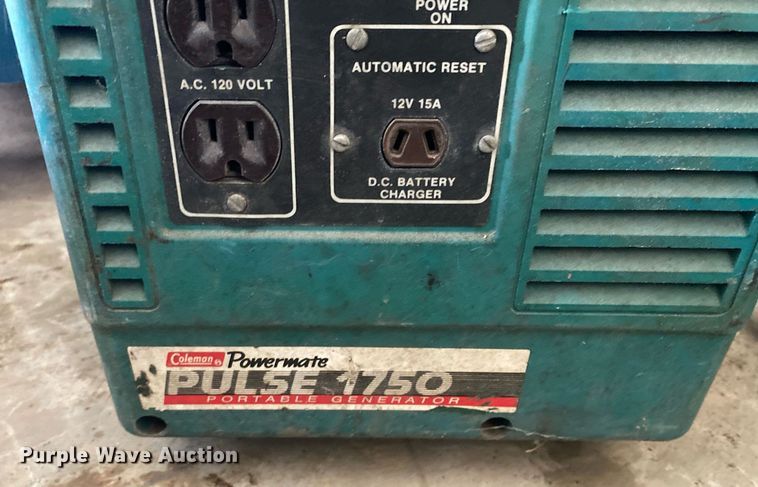 POWER
ON
AUTOMATIC RESET
A.C. 120 VOLT
12V 15A
D.C. BATTERY
CHARGER
Coleman Powermate
PULSE 1750
PORTABLE GENERATOR
Purple Wave Auction